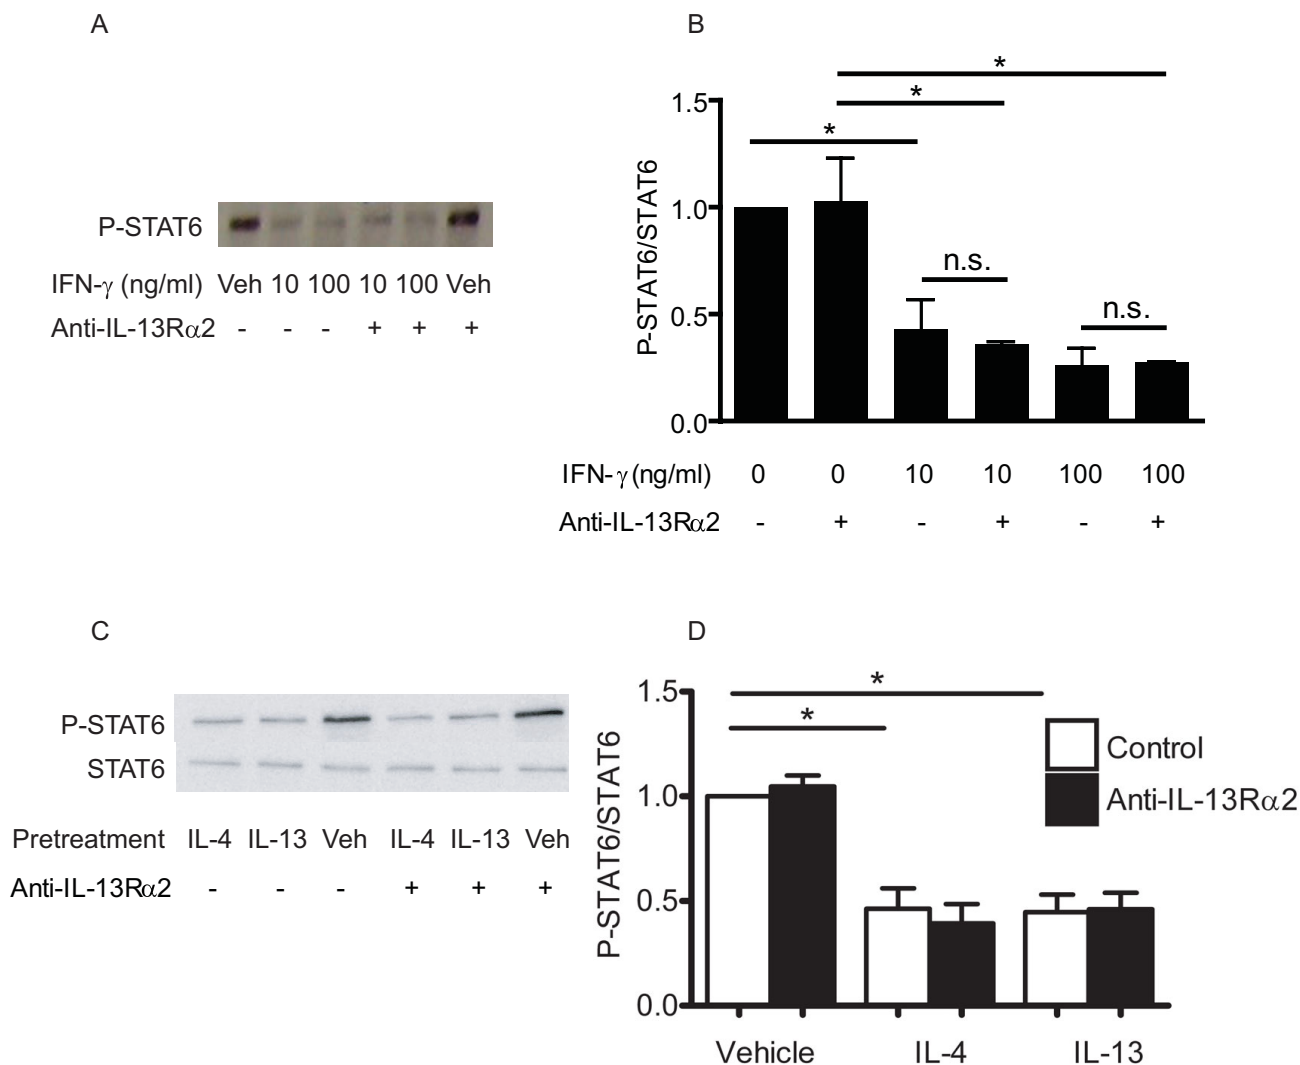 A
P-STAT6
IFN-γ (ng/ml) Veh 10 100 10 100 Veh
Anti-IL-13Rα2 - - - + + +
B
*
*
*
n.s.
n.s.
P-STAT6/STAT6
1.5
1.0
0.5
0.0
IFN-γ (ng/ml) 0 0 10 10 100 100
Anti-IL-13Rα2 - + - + - +
C
P-STAT6
STAT6
Pretreatment IL-4 IL-13 Veh IL-4 IL-13 Veh
Anti-IL-13Rα2 - - - + + +
D
*
*
P-STAT6/STAT6
1.5
1.0
0.5
0.0
Control
Anti-IL-13Rα2
Vehicle IL-4 IL-13